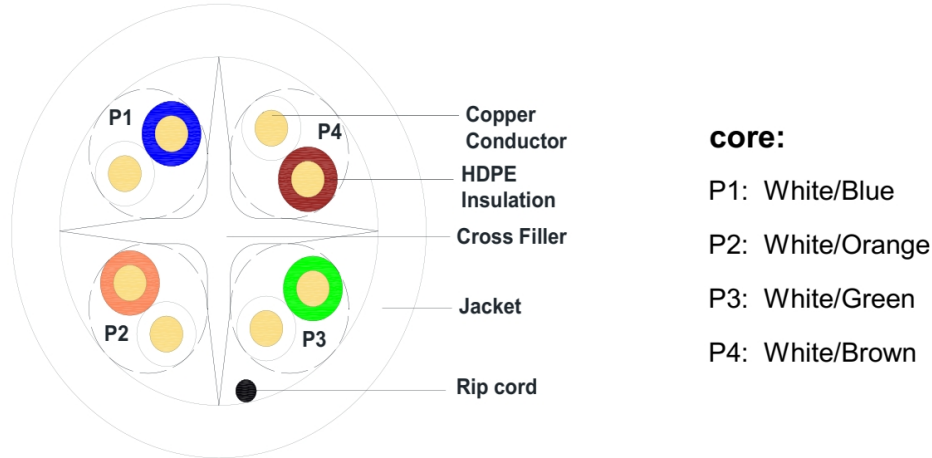 P1
P4
P2
P3
Copper
Conductor
HDPE
Insulation
Cross Filler
Jacket
Rip cord
core:
P1: White/Blue
P2: White/Orange
P3: White/Green
P4: White/Brown